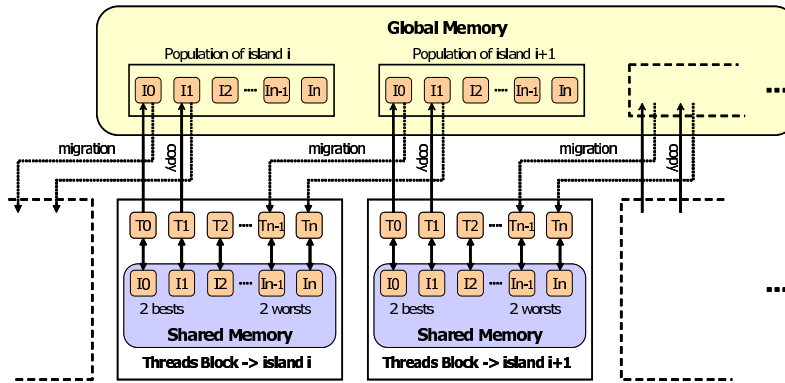 Global Memory
Population of island i
Population of island i+1
I0 I1 I2 ···· In-1 In
I0 I1 I2 ···· In-1 In
...
migration
copy
migration
copy
migration
copy
T0 T1 T2 ···· Tn-1 Tn
T0 T1 T2 ···· Tn-1 Tn
I0 I1 I2 ···· In-1 In
I0 I1 I2 ···· In-1 In
...
2 bests
2 worsts
2 bests
2 worsts
Shared Memory
Shared Memory
Threads Block -> island i
Threads Block -> island i+1